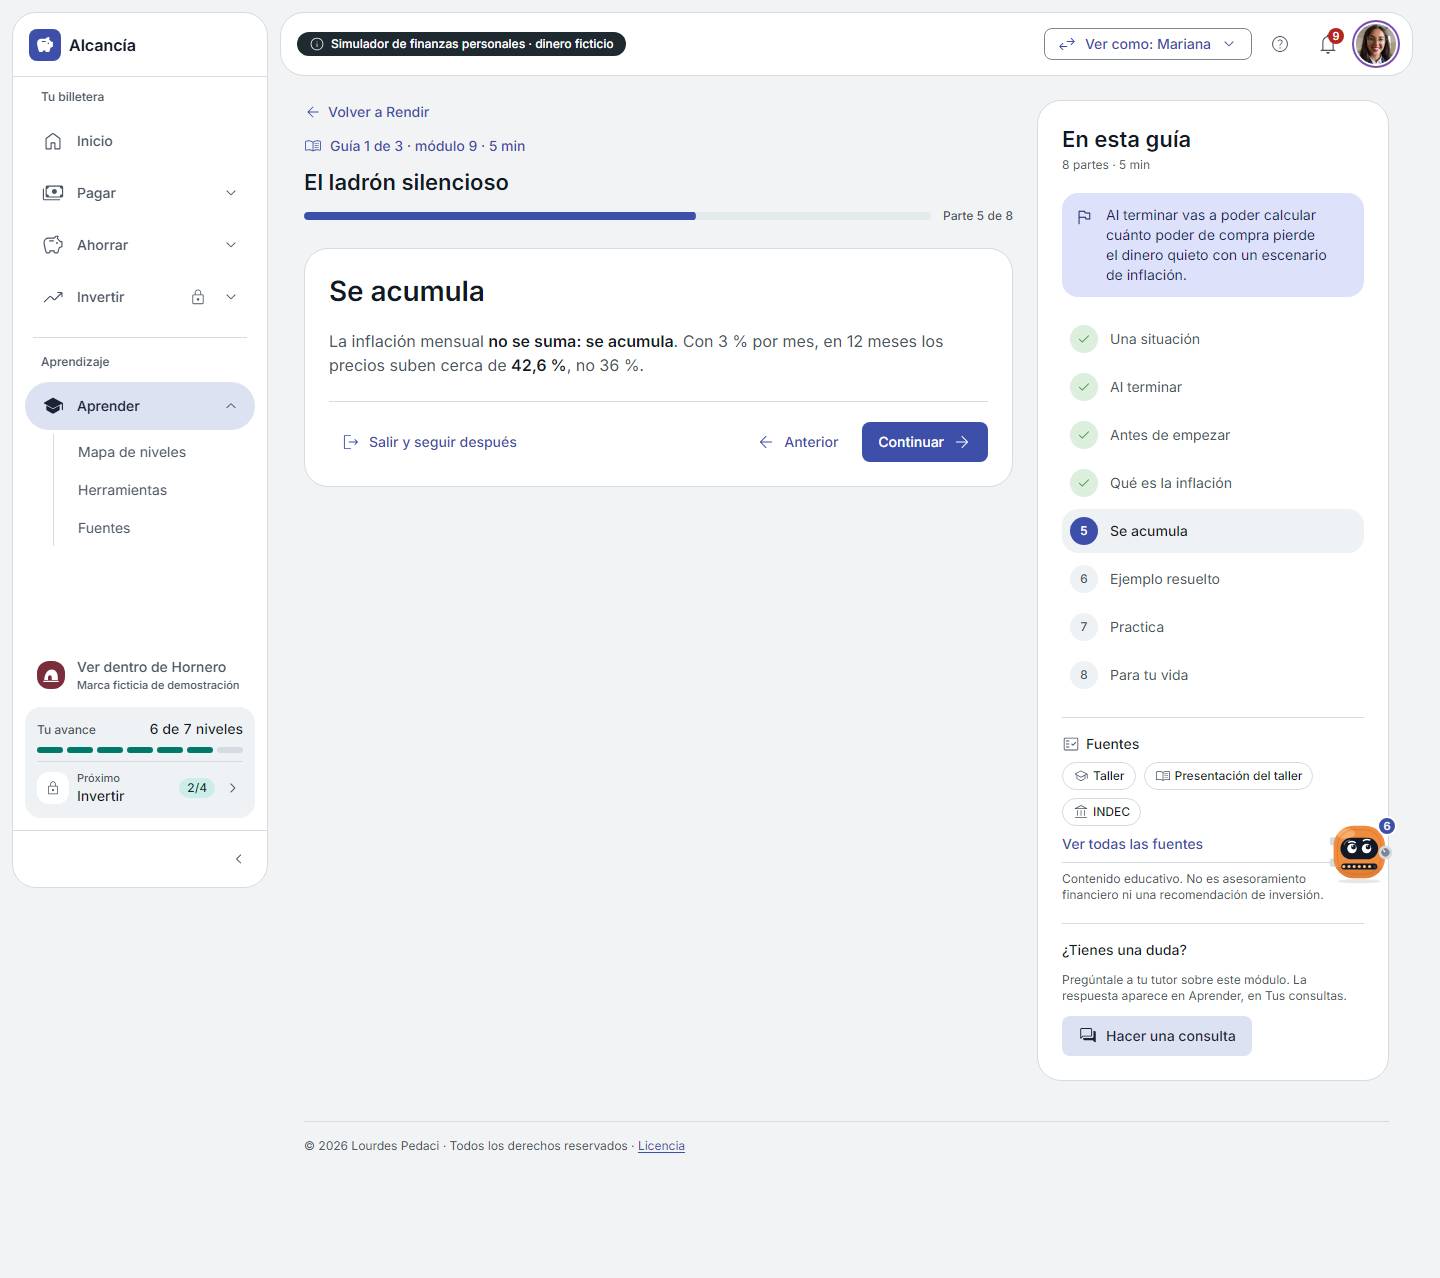 Alcancía
Tu billetera
Inicio
Pagar
Ahorrar
Invertir
Aprendizaje
Aprender
Mapa de niveles
Herramientas
Fuentes
Ver dentro de Hornero
Marca ficticia de demostración
Tu avance 6 de 7 niveles
Próximo
Invertir
2/4
Simulador de finanzas personales · dinero ficticio
Ver como: Mariana
9
Volver a Rendir
Guía 1 de 3 · módulo 9 · 5 min
El ladrón silencioso
Parte 5 de 8
Se acumula
La inflación mensual no se suma: se acumula. Con 3 % por mes, en 12 meses los
precios suben cerca de 42,6 %, no 36 %.
Salir y seguir después
Anterior
Continuar
En esta guía
8 partes · 5 min
Al terminar vas a poder calcular
cuánto poder de compra pierde
el dinero quieto con un escenario
de inflación.
Una situación
Al terminar
Antes de empezar
Qué es la inflación
5 Se acumula
6 Ejemplo resuelto
7 Practica
8 Para tu vida
Fuentes
Taller
Presentación del taller
INDEC
6
Ver todas las fuentes
Contenido educativo. No es asesoramiento
financiero ni una recomendación de inversión.
¿Tienes una duda?
Pregúntale a tu tutor sobre este módulo. La
respuesta aparece en Aprender, en Tus consultas.
Hacer una consulta
© 2026 Lourdes Pedaci · Todos los derechos reservados · Licencia